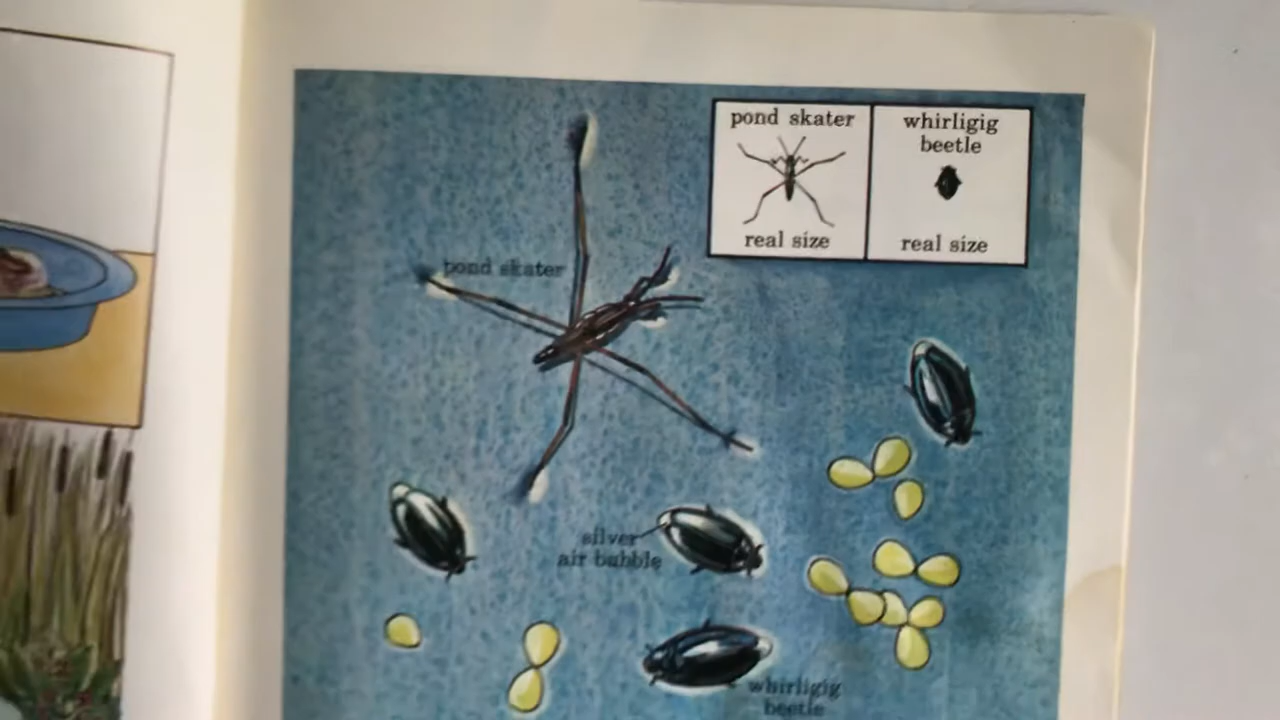 pond skater
real size
whirligig
beetle
real size
pond skater
silver
air bubble
whirligig
beetle